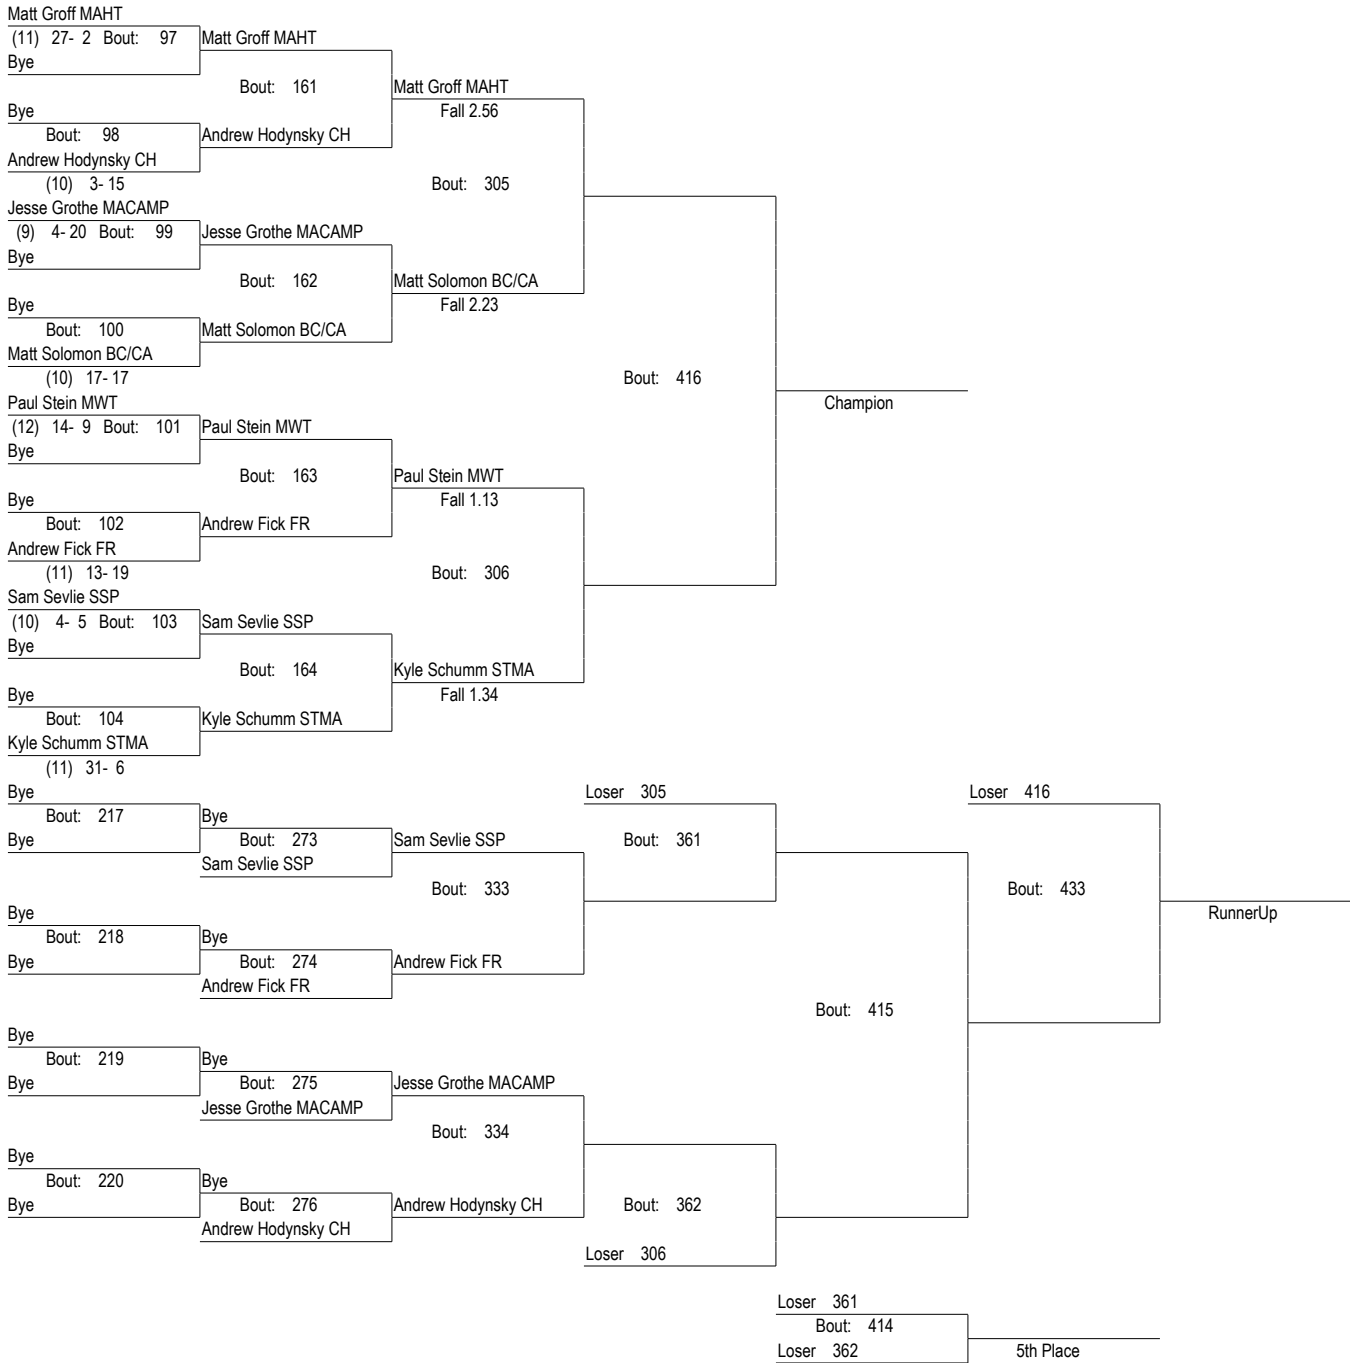 Matt Groff MAHT
(11) 27- 2 Bout: 97 Matt Groff MAHT
Bye
Bout: 161 Matt Groff MAHT
Bye Fall 2.56
Bout: 98 Andrew Hodynsky CH
Andrew Hodynsky CH
(10) 3- 15 Bout: 305
Jesse Grothe MACAMP
(9) 4- 20 Bout: 99 Jesse Grothe MACAMP
Bye
Bout: 162 Matt Solomon BC/CA
Bye Fall 2.23
Bout: 100 Matt Solomon BC/CA
Matt Solomon BC/CA
(10) 17- 17 Bout: 416
Paul Stein MWT Champion
(12) 14- 9 Bout: 101 Paul Stein MWT
Bye
Bout: 163 Paul Stein MWT
Bye Fall 1.13
Bout: 102 Andrew Fick FR
Andrew Fick FR
(11) 13- 19 Bout: 306
Sam Sevlie SSP
(10) 4- 5 Bout: 103 Sam Sevlie SSP
Bye
Bout: 164 Kyle Schumm STMA
Bye Fall 1.34
Bout: 104 Kyle Schumm STMA
Kyle Schumm STMA
(11) 31- 6
Bye Loser 305 Loser 416
Bout: 217 Bye
Bye Bout: 273 Sam Sevlie SSP Bout: 361
Sam Sevlie SSP
Bout: 333 Bout: 433
Bye RunnerUp
Bout: 218 Bye
Bye Bout: 274 Andrew Fick FR
Andrew Fick FR
Bout: 415
Bye
Bout: 219 Bye
Bye Bout: 275 Jesse Grothe MACAMP
Jesse Grothe MACAMP
Bout: 334
Bye
Bout: 220 Bye
Bye Bout: 276 Andrew Hodynsky CH Bout: 362
Andrew Hodynsky CH
Loser 306
Loser 361
Bout: 414
Loser 362 5th Place